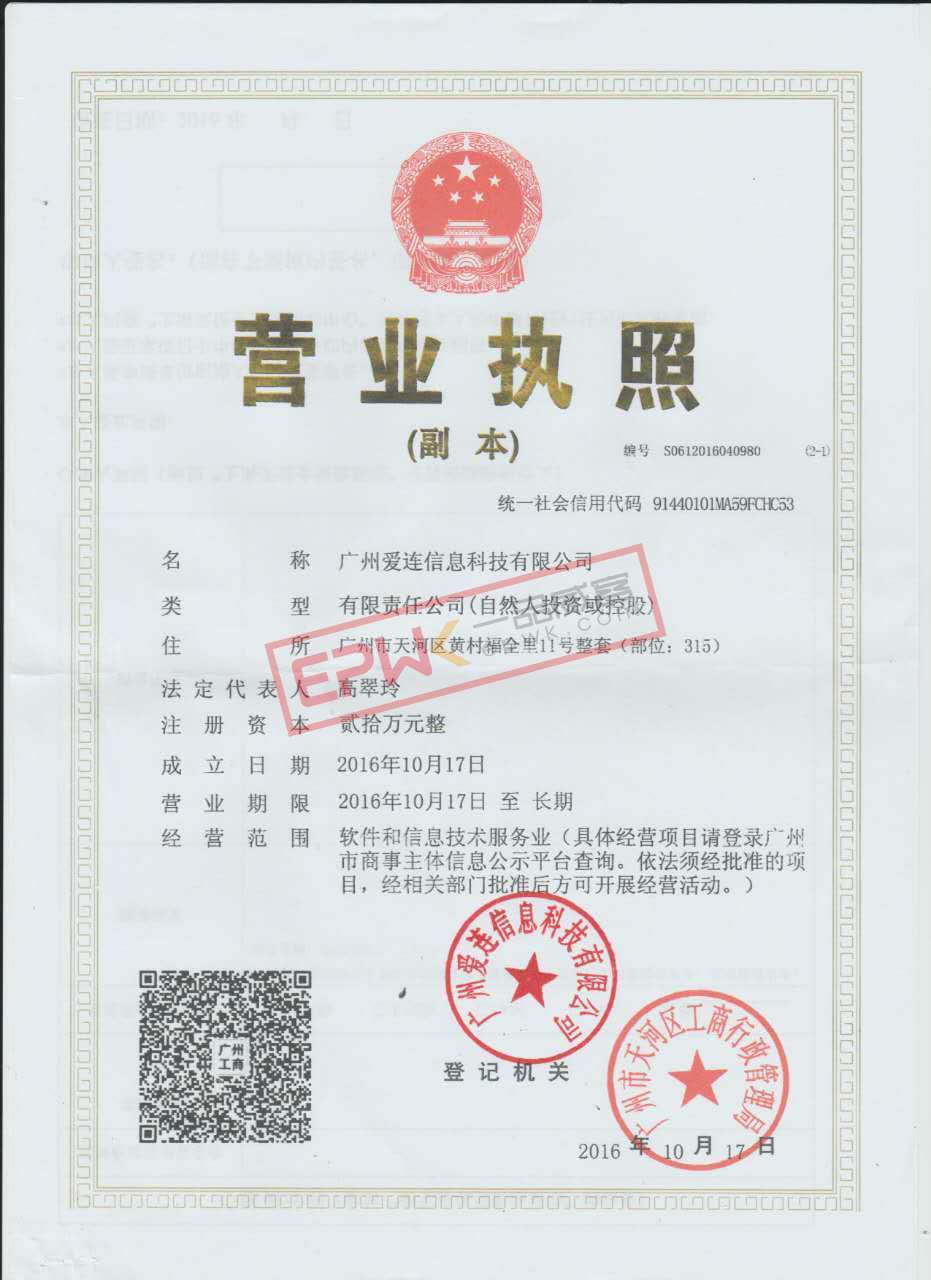 营业执照
(副 本)
编号 S0612016040980 (2-1)
统一社会信用代码 91440101MA59FCHC53
名 称 广州爱连信息科技有限公司
类 型 有限责任公司(自然人投资或控股)
住 所 广州市天河区黄村福全里11号整套（部位：315）
法定代表人 高翠玲
注 册 资 本 贰拾万元整
成 立 日 期 2016年10月17日
营 业 期 限 2016年10月17日 至 长期
经 营 范 围 软件和信息技术服务业（具体经营项目请登录广州
市商事主体信息公示平台查询。依法须经批准的项
目，经相关部门批准后方可开展经营活动。）
EPWK 一品威客
EPWK.COM
广州爱连信息科技有限公司
广州
工商
登记机关
广州市天河区工商行政管理局
2016 年 10 月 17 日